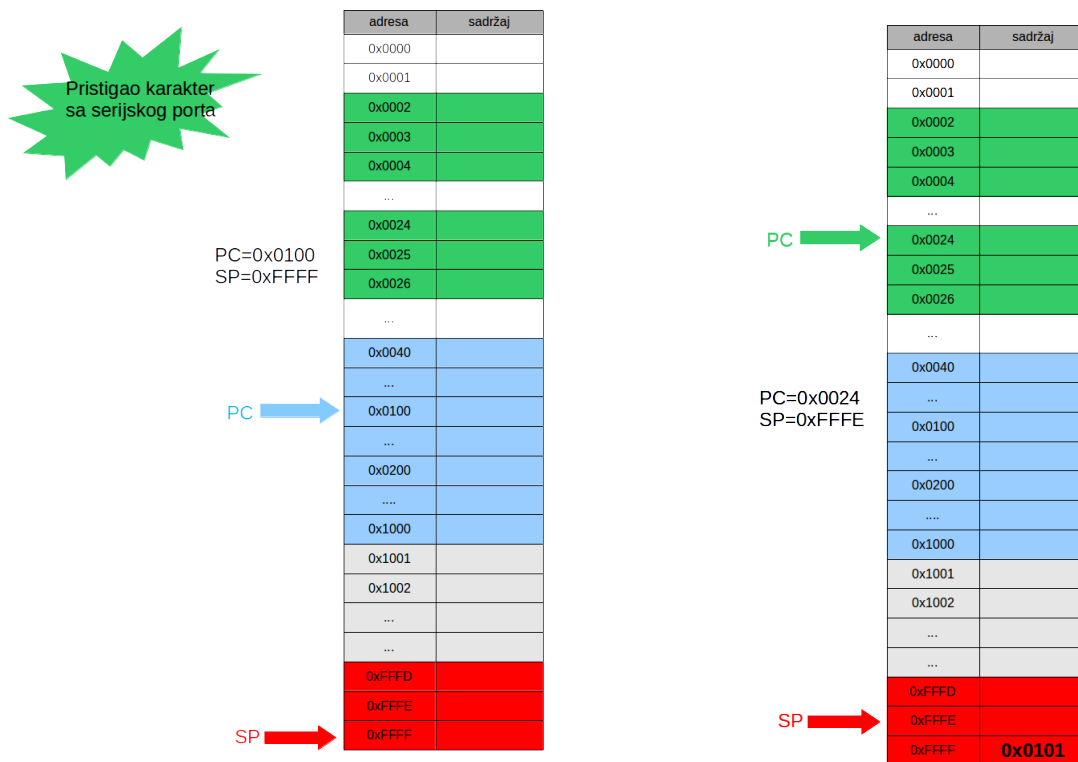 Pristigao karakter
sa serijskog porta
PC=0x0100
SP=0xFFFF
PC
SP
adresa sadržaj
0x0000
0x0001
0x0002
0x0003
0x0004
...
0x0024
0x0025
0x0026
...
0x0040
...
0x0100
...
0x0200
....
0x1000
0x1001
0x1002
...
...
0xFFFD
0xFFFE
0xFFFF
PC
PC=0x0024
SP=0xFFFE
SP
adresa sadržaj
0x0000
0x0001
0x0002
0x0003
0x0004
...
0x0024
0x0025
0x0026
...
0x0040
...
0x0100
...
0x0200
....
0x1000
0x1001
0x1002
...
...
0xFFFD
0xFFFE
0xFFFF 0x0101